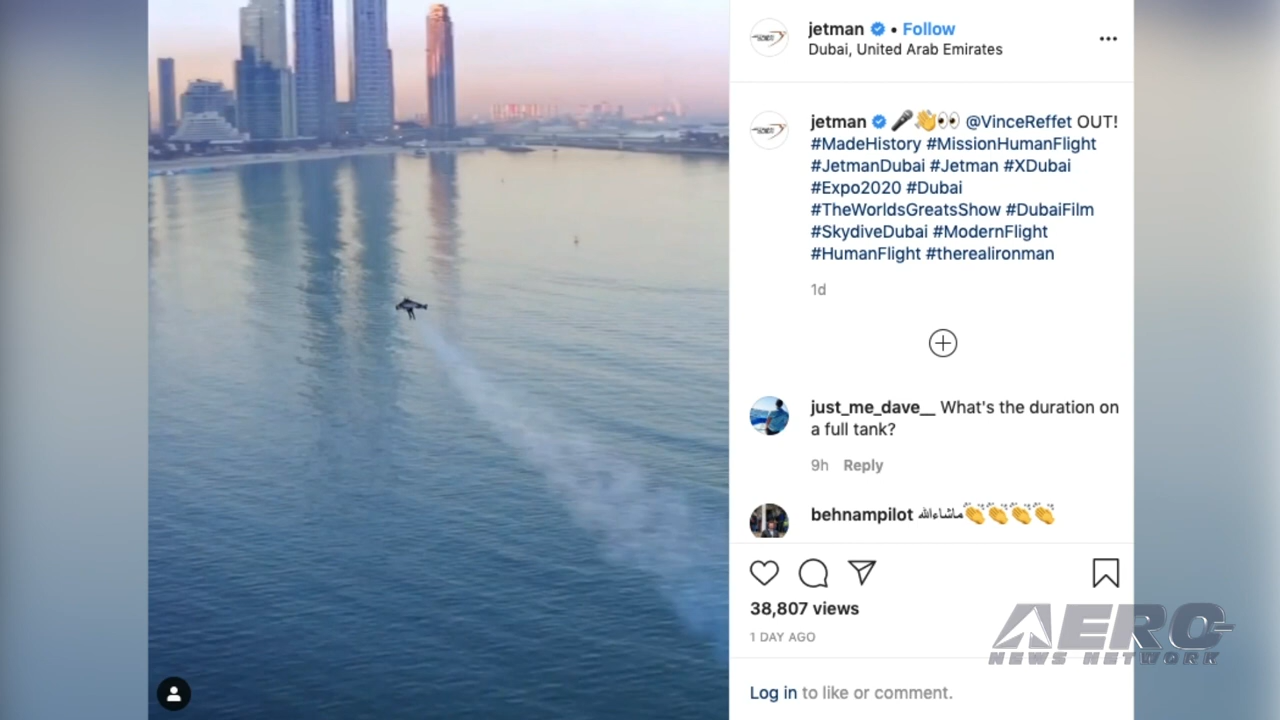 jetman • Follow
Dubai, United Arab Emirates
jetman 🎤👏👀 @VinceReffet OUT!
#MadeHistory #MissionHumanFlight
#JetmanDubai #Jetman #XDubai
#Expo2020 #Dubai
#TheWorldsGreatsShow #DubaiFilm
#SkydiveDubai #ModernFlight
#HumanFlight #therealironman
1d
just_me_dave__ What's the duration on
a full tank?
9h Reply
behnampilot ماشاءالله👏👏👏👏
38,807 views
1 DAY AGO
AERO
NEWS NETWORK
Log in to like or comment.